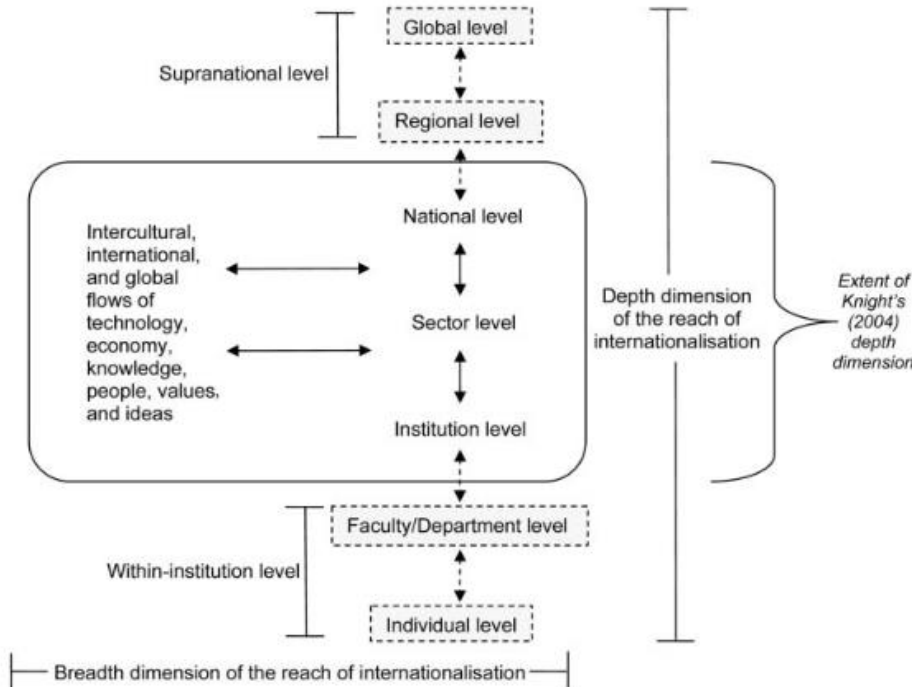 Global level
Supranational level
Regional level
National level
Intercultural,
international,
and global
flows of
technology,
economy,
knowledge,
people, values,
and ideas
Sector level
Institution level
Depth dimension
of the reach of
internationalisation
Extent of
Knight's
(2004)
depth
dimension
Faculty/Department level
Within-institution level
Individual level
Breadth dimension of the reach of internationalisation